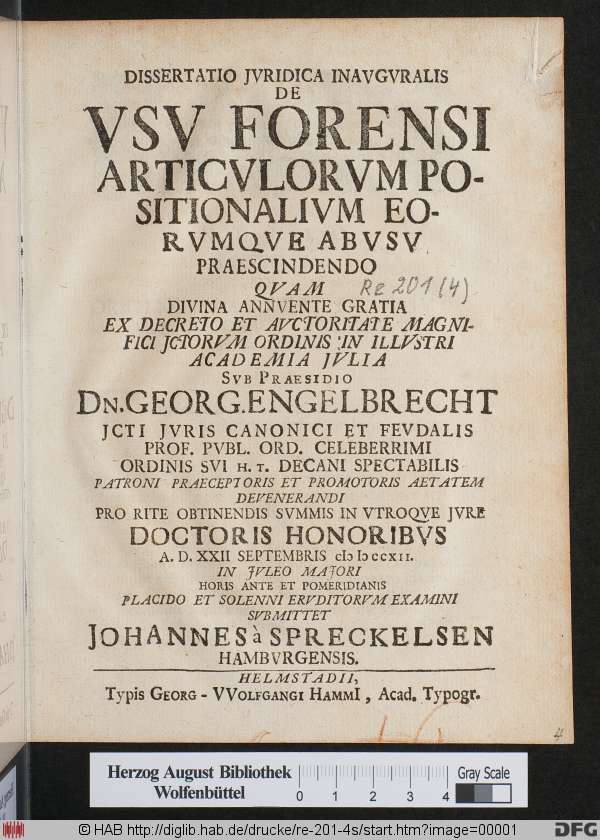 DISSERTATIO JVRIDICA INAVGVRALIS
DE
VSV FORENSI
ARTICVLORVM PO-
SITIONALIVM EO-
RVMQVE ABVSV
PRAESCINDENDO
QVAM
Re 201 (4)
DIVINA ANNVENTE GRATIA
EX DECRETO ET AVCTORITATE MAGNI-
FICI JCTORVM ORDINIS IN ILLVSTRI
ACADEMIA JVLIA
SVB PRAESIDIO
DN. GEORG. ENGELBRECHT
JCTI JVRIS CANONICI ET FEVDALIS
PROF. PVBL. ORD. CELEBERRIMI
ORDINIS SVI H. T. DECANI SPECTABILIS
PATRONI PRAECEPTORIS ET PROMOTORIS AETATEM
DEVENERANDI
PRO RITE OBTINENDIS SVMMIS IN VTROQVE JVRE
DOCTORIS HONORIBVS
A. D. XXII SEPTEMBRIS cIɔ Iɔ ccxII.
IN JVLEO MAJORI
HORIS ANTE ET POMERIDIANIS
PLACIDO ET SOLENNI ERVDITORVM EXAMINI
SVBMITTET
JOHANNES à SPRECKELSEN
HAMBVRGENSIS.
HELMSTADII,
Typis GEORG - VVOLFGANGI HAMMI, Acad. Typogr.
4
Herzog August Bibliothek
Wolfenbüttel
0 1 2 3 4
Gray Scale
© HAB http://diglib.hab.de/drucke/re-201-4s/start.htm?image=00001
DFG